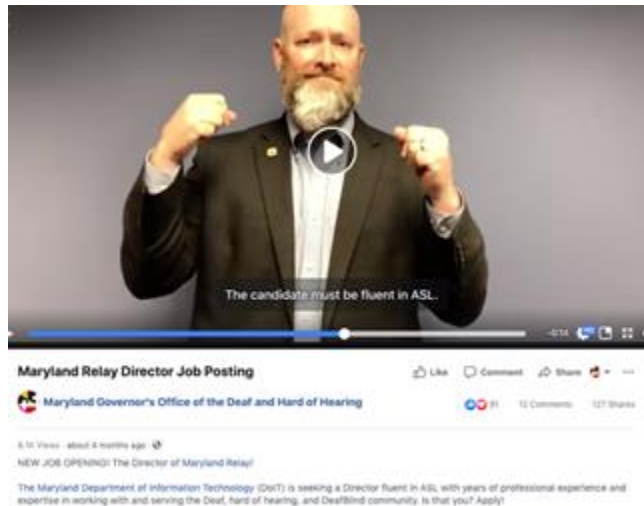 The candidate must be fluent in ASL.
-0:14
Maryland Relay Director Job Posting
Like Comment Share
Maryland Governor's Office of the Deaf and Hard of Hearing
91 12 Comments 127 Shares
Views · about 4 months ago ·
NEW JOB OPENING! The Director of Maryland Relay!
The Maryland Department of Information Technology (DoIT) is seeking a Director fluent in ASL with years of professional experience and
expertise in working with and serving the Deaf, hard of hearing, and DeafBlind community. Is that you? Apply!